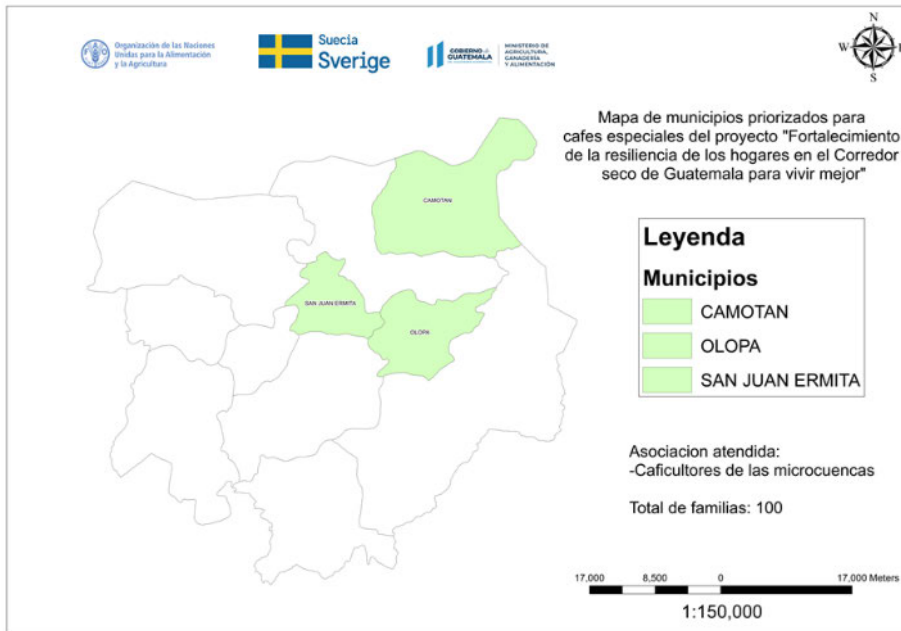 Organización de las Naciones
Unidas para la Alimentación
y la Agricultura
Suecia
Sverige
GOBIERNO de
GUATEMALA
MINISTERIO DE
AGRICULTURA,
GANADERÍA
Y ALIMENTACIÓN
N
W
S
Mapa de municipios priorizados para
cafes especiales del proyecto "Fortalecimiento
de la resiliencia de los hogares en el Corredor
seco de Guatemala para vivir mejor"
CAMOTAN
SAN JUAN ERMITA
OLOPA
Leyenda
Municipios
CAMOTAN
OLOPA
SAN JUAN ERMITA
Asociacion atendida:
-Caficultores de las microcuencas
Total de familias: 100
17,000 8,500 0 17,000 Meters
1:150,000